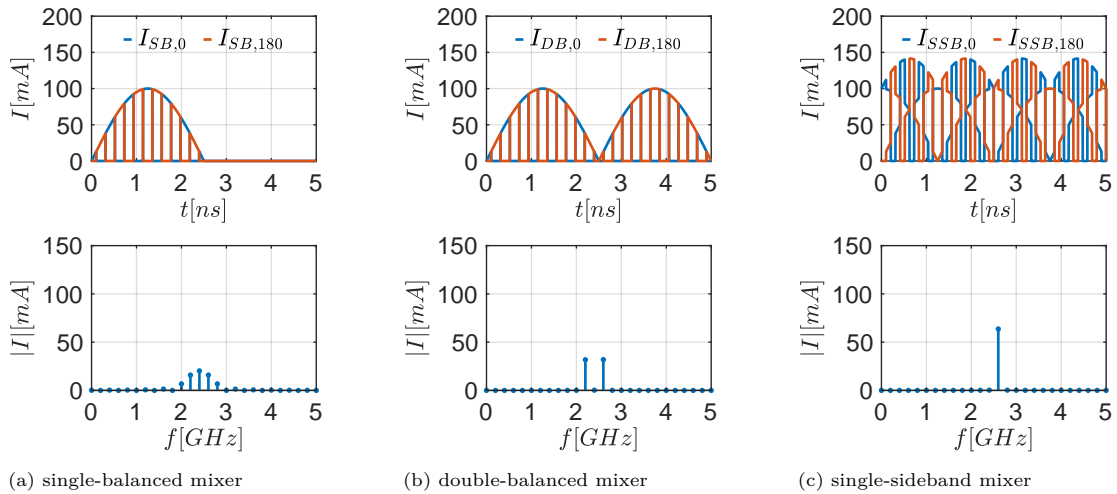 200
150
100
50
0
I[mA]
I_{SB,0} I_{SB,180}
0 1 2 3 4 5
t[ns]
200
150
100
50
0
I[mA]
I_{DB,0} I_{DB,180}
0 1 2 3 4 5
t[ns]
200
150
100
50
0
I[mA]
I_{SSB,0} I_{SSB,180}
0 1 2 3 4 5
t[ns]
150
100
50
0
|I|[mA]
0 1 2 3 4 5
f[GHz]
150
100
50
0
|I|[mA]
0 1 2 3 4 5
f[GHz]
150
100
50
0
|I|[mA]
0 1 2 3 4 5
f[GHz]
(a) single-balanced mixer
(b) double-balanced mixer
(c) single-sideband mixer